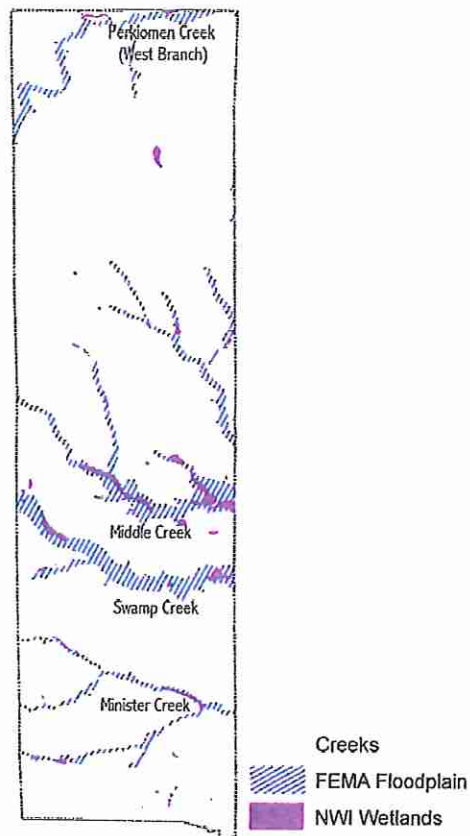 Perkiomen Creek
(West Branch)
Middle Creek
Swamp Creek
Minister Creek
Creeks
FEMA Floodplain
NWI Wetlands